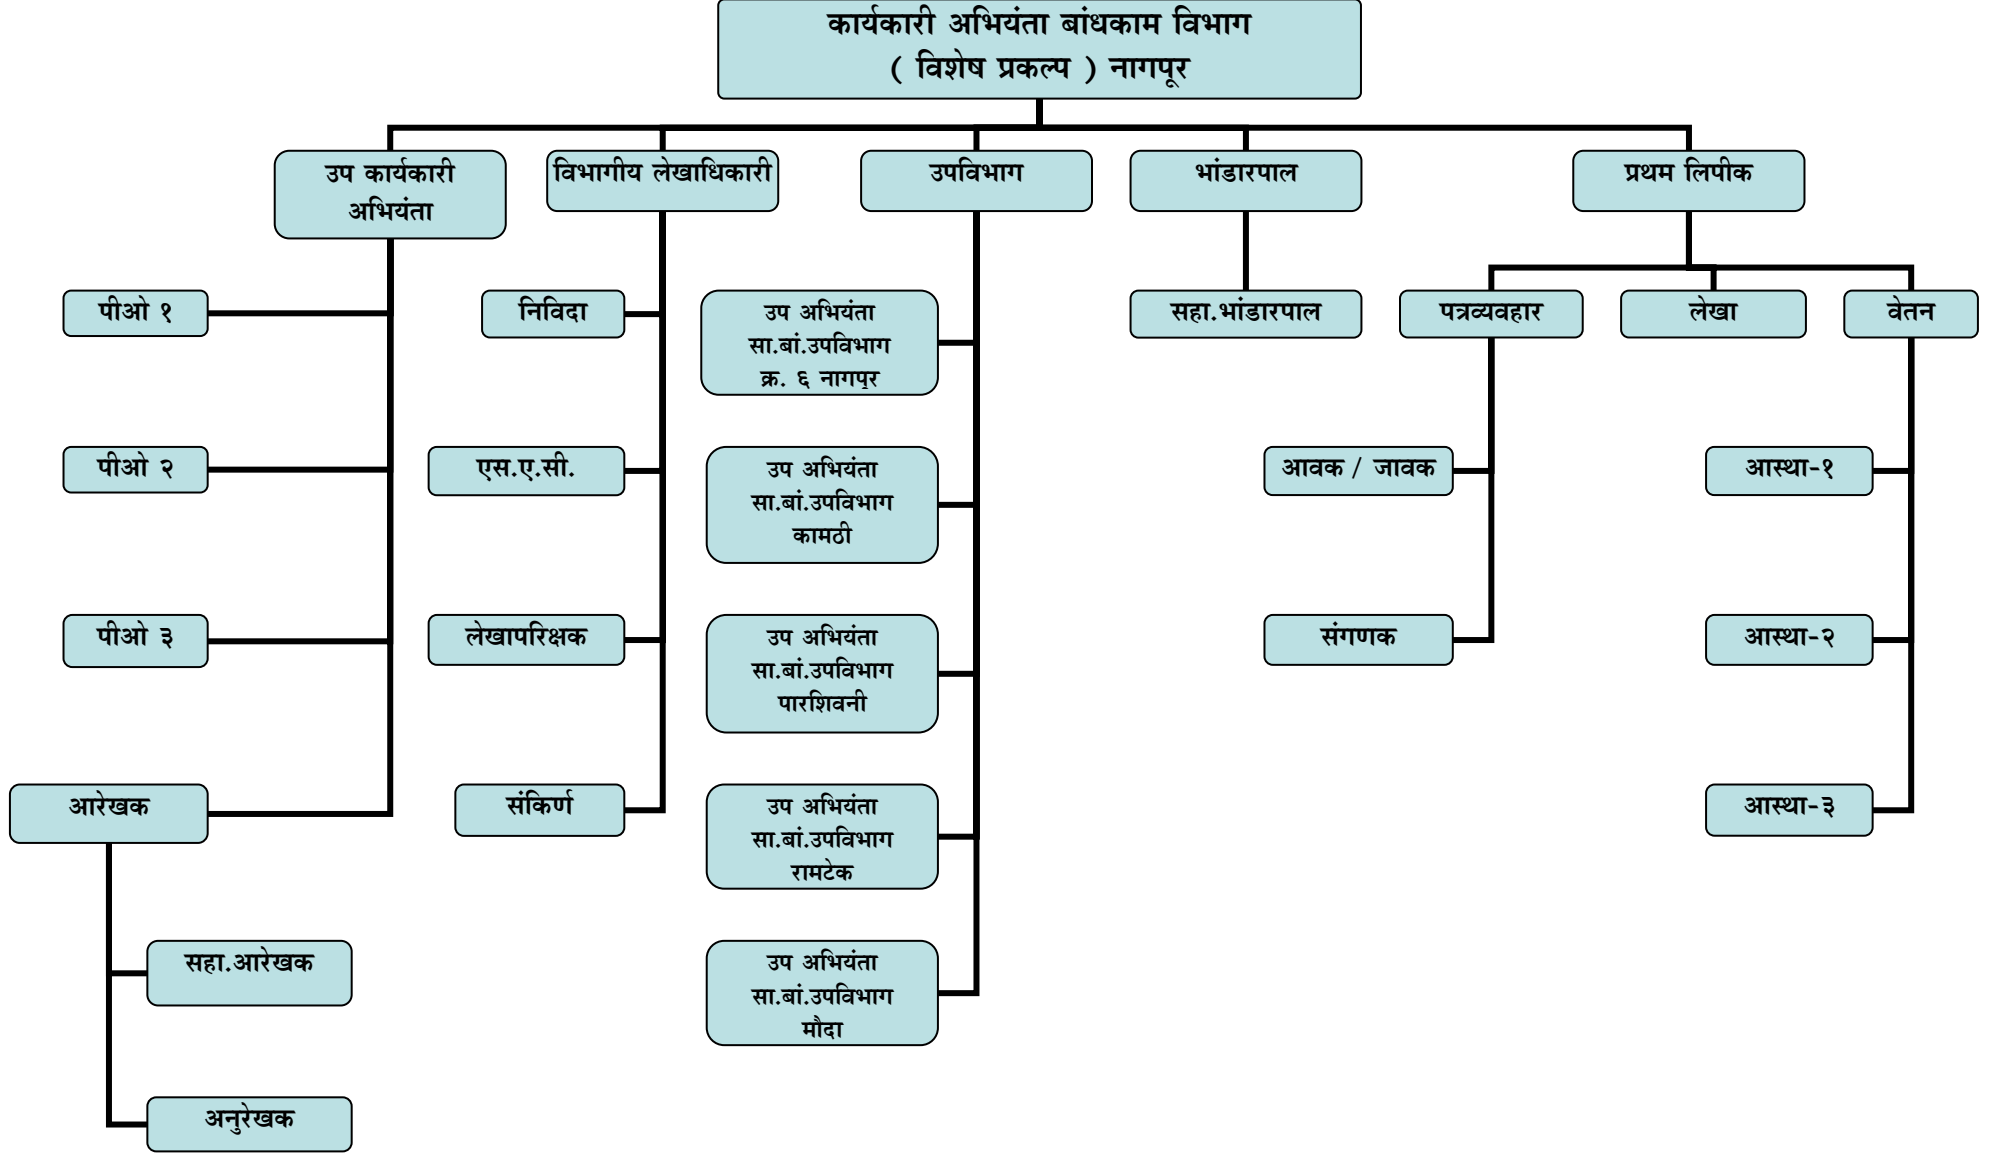 कार्यकारी अभियंता बांधकाम विभाग
( विशेष प्रकल्प ) नागपूर
उप कार्यकारी
अभियंता
विभागीय लेखाधिकारी
उपविभाग
भांडारपाल
प्रथम लिपीक
पीओ १
पीओ २
पीओ ३
आरेखक
सहा.आरेखक
अनुरेखक
निविदा
एस.ए.सी.
लेखापरिक्षक
संकिर्ण
उप अभियंता
सा.बां.उपविभाग
क्र. ६ नागपूर
उप अभियंता
सा.बां.उपविभाग
कामठी
उप अभियंता
सा.बां.उपविभाग
पारशिवनी
उप अभियंता
सा.बां.उपविभाग
रामटेक
उप अभियंता
सा.बां.उपविभाग
मौदा
सहा.भांडारपाल
पत्रव्यवहार
लेखा
वेतन
आवक / जावक
संगणक
आस्था-१
आस्था-२
आस्था-३